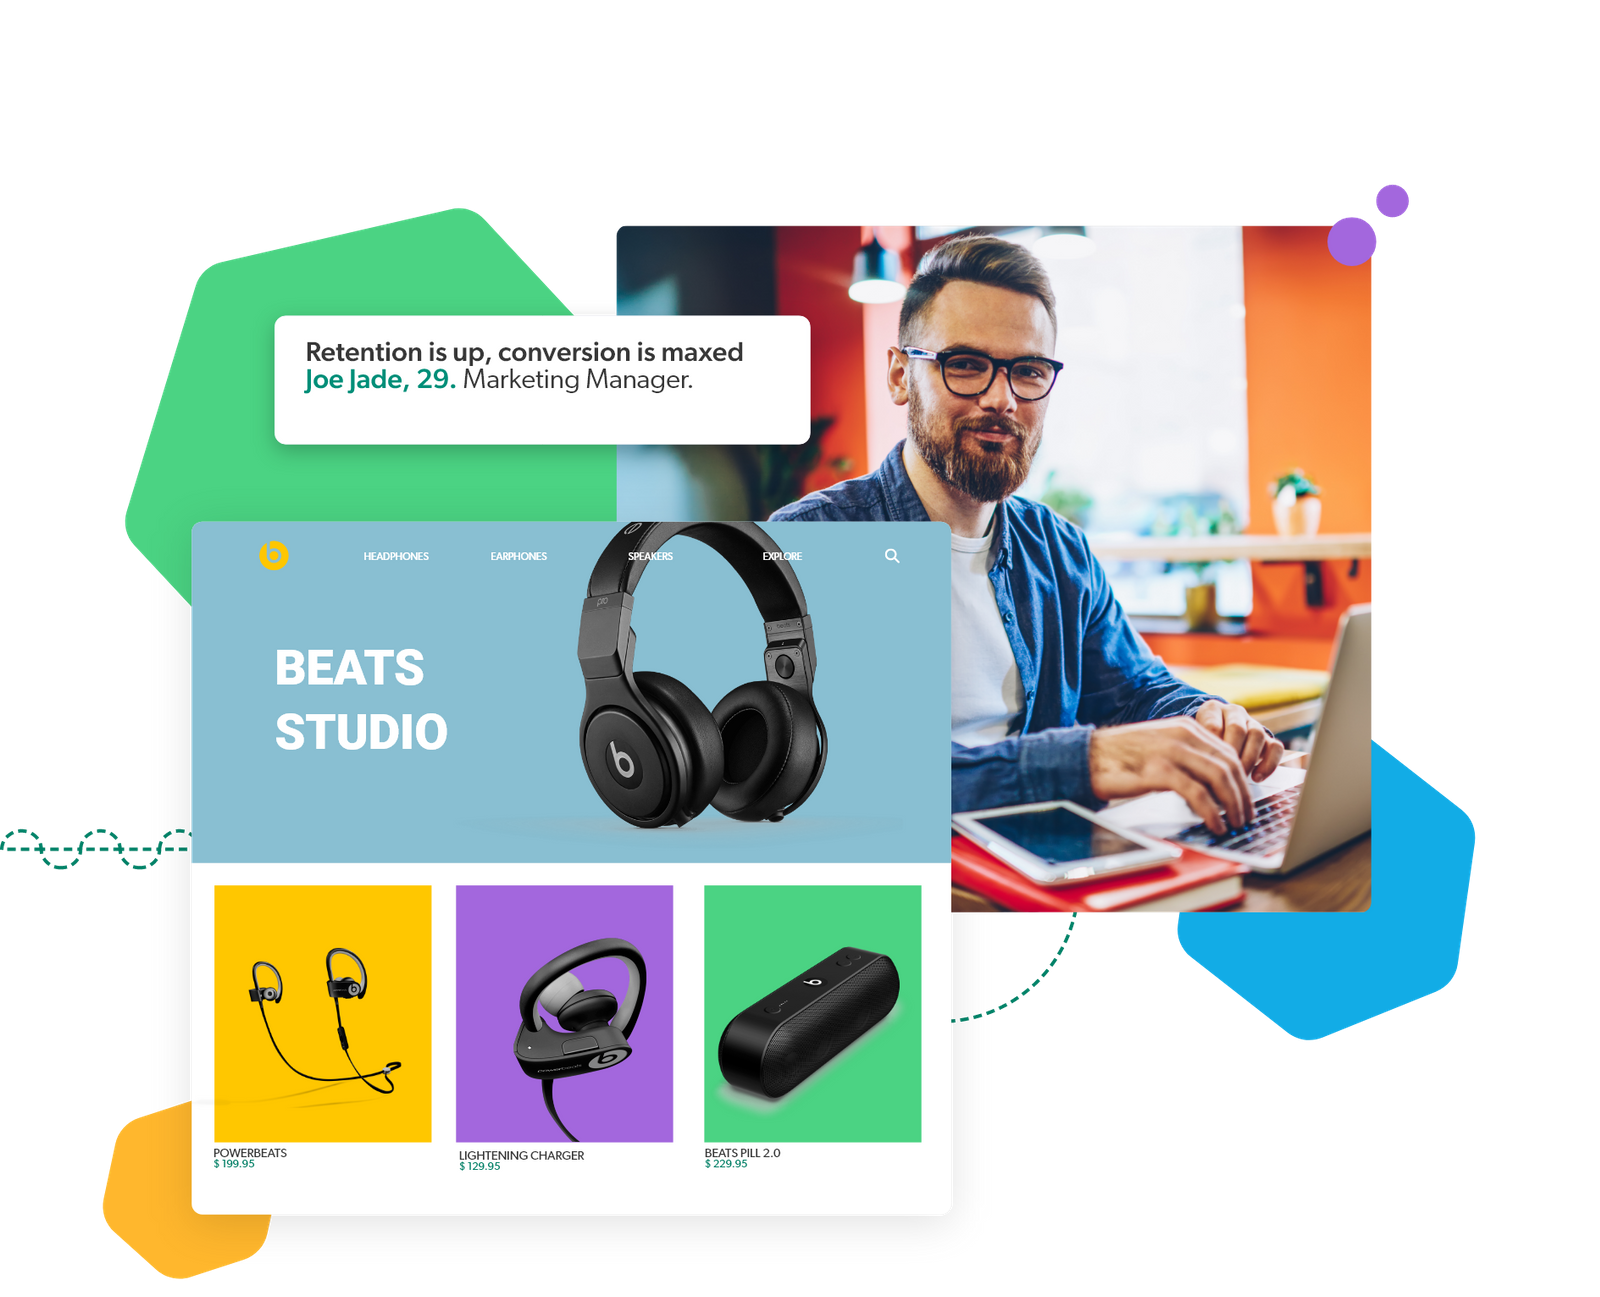 Retention is up, conversion is maxed
Joe Jade, 29. Marketing Manager.
HEADPHONES EARPHONES SPEAKERS EXPLORE
pro
BEATS
STUDIO
POWERBEATS
$ 199.95
LIGHTENING CHARGER
$ 129.95
BEATS PILL 2.0
$ 229.95